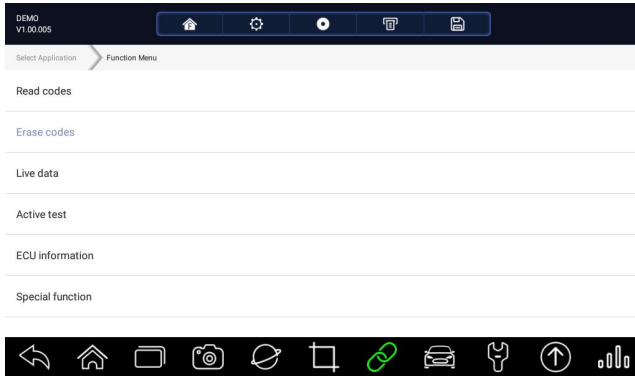 DEMO
V1.00.005
Select Application
Function Menu
Read codes
Erase codes
Live data
Active test
ECU information
Special function